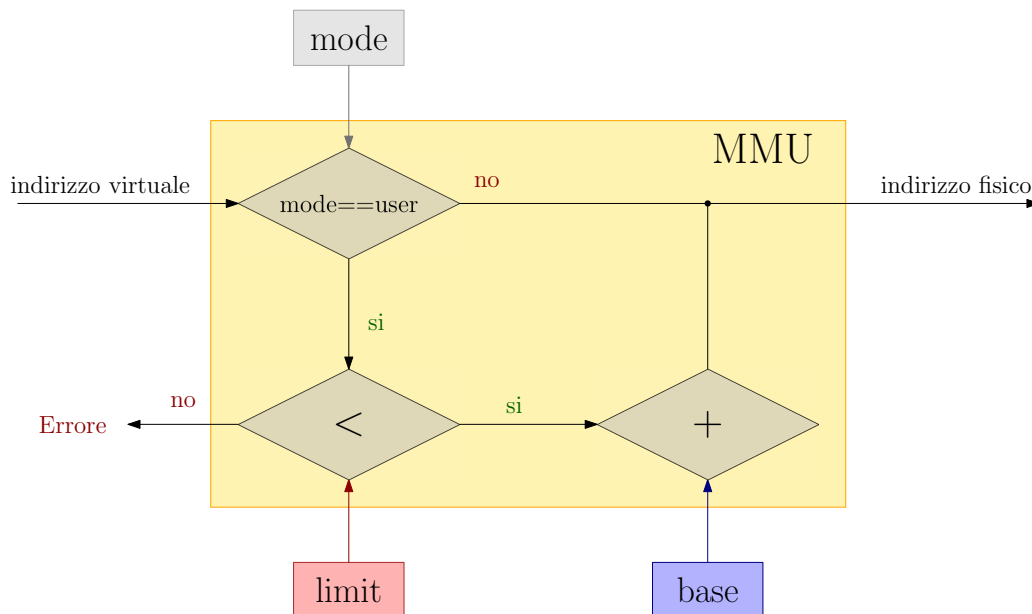 mode
MMU
indirizzo virtuale
no
indirizzo fisico
mode==user
si
no
si
Errore
<
+
limit
base